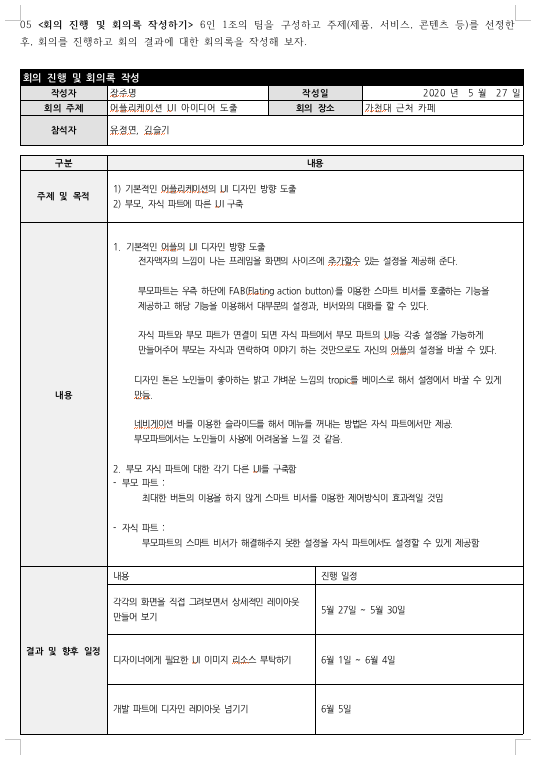 05 <회의 진행 및 회의록 작성하기> 6인 1조의 팀을 구성하고 주제(제품, 서비스, 콘텐츠 등)를 선정한
후, 회의를 진행하고 회의 결과에 대한 회의록을 작성해 보자.
회의 진행 및 회의록 작성
작성자 장순명 작성일 2020 년 5 월 27 일
회의 주제 어플리케이션 UI 아이디어 도출 회의 장소 가천대 근처 카페
참석자 유정연, 김슬기
구분 내용
주제 및 목적
1) 기본적인 어플리케이션의 UI 디자인 방향 도출
2) 부모, 자식 파트에 따른 UI 구축
내용
1. 기본적인 어플의 UI 디자인 방향 도출
전자액자의 느낌이 나는 프레임을 화면의 사이즈에 추가할수 있는 설정을 제공해 준다.
부모파트는 우측 하단에 FAB(Flating action button)를 이용한 스마트 비서를 호출하는 기능을
제공하고 해당 기능을 이용해서 대부분의 설정과, 비서와의 대화를 할 수 있다.
자식 파트와 부모 파트가 연결이 되면 자식 파트에서 부모 파트의 UI등 각종 설정을 가능하게
만들어주어 부모는 자식과 연락하여 이야기 하는 것만으로도 자신의 어플의 설정을 바꿀 수 있다.
디자인 톤은 노인들이 좋아하는 밝고 가벼운 느낌의 tropic를 베이스로 해서 설정에서 바꿀 수 있게
만듬.
네비게이션 바를 이용한 슬라이드를 해서 메뉴를 꺼내는 방법은 자식 파트에서만 제공.
부모파트에서는 노인들이 사용에 어려움을 느낄 것 같음.
2. 부모 자식 파트에 대한 각기 다른 UI를 구축함
- 부모 파트 :
최대한 버튼의 이용을 하지 않게 스마트 비서를 이용한 제어방식이 효과적일 것임
- 자식 파트 :
부모파트의 스마트 비서가 해결해주지 못한 설정을 자식 파트에서도 설정할 수 있게 제공함
결과 및 향후 일정
내용 진행 일정
각각의 화면을 직접 그려보면서 상세적인 레이아웃
만들어 보기
5월 27일 ~ 5월 30일
디자이너에게 필요한 UI 이미지 리소스 부탁하기 6월 1일 ~ 6월 4일
개발 파트에 디자인 레이아웃 넘기기 6월 5일